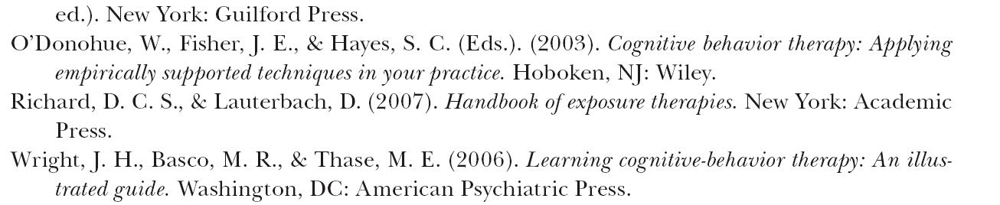 ed.). New York: Guilford Press.
O’Donohue, W., Fisher, J. E., & Hayes, S. C. (Eds.). (2003). Cognitive behavior therapy: Applying
empirically supported techniques in your practice. Hoboken, NJ: Wiley.
Richard, D. C. S., & Lauterbach, D. (2007). Handbook of exposure therapies. New York: Academic
Press.
Wright, J. H., Basco, M. R., & Thase, M. E. (2006). Learning cognitive-behavior therapy: An illus-
trated guide. Washington, DC: American Psychiatric Press.